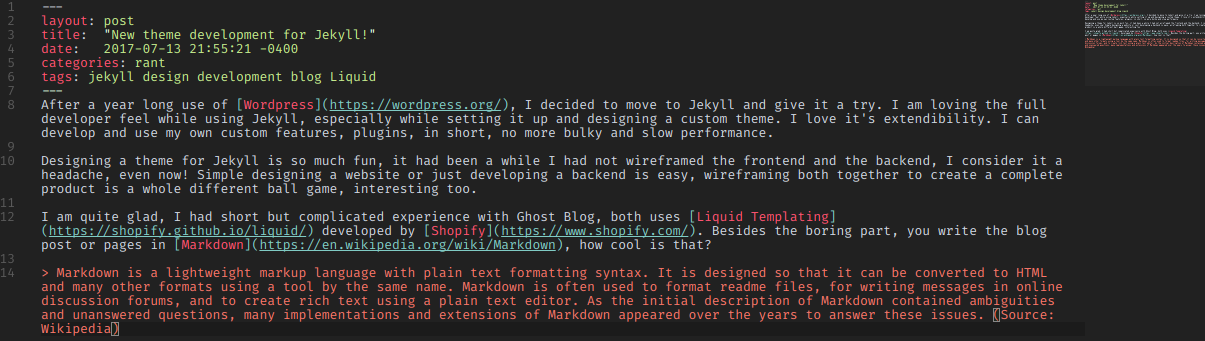 1 ---
2 layout: post
3 title:  "New theme development for Jekyll!"
4 date:   2017-07-13 21:55:21 -0400
5 categories: rant
6 tags: jekyll design development blog Liquid
7 ---
8 After a year long use of [Wordpress](https://wordpress.org/), I decided to move to Jekyll and give it a try. I am loving the full
developer feel while using Jekyll, especially while setting it up and designing a custom theme. I love it's extendibility. I can
develop and use my own custom features, plugins, in short, no more bulky and slow performance.
9
10 Designing a theme for Jekyll is so much fun, it had been a while I had not wireframed the frontend and the backend, I consider it a
headache, even now! Simple designing a website or just developing a backend is easy, wireframing both together to create a complete
product is a whole different ball game, interesting too.
11
12 I am quite glad, I had short but complicated experience with Ghost Blog, both uses [Liquid Templating]
(https://shopify.github.io/liquid/) developed by [Shopify](https://www.shopify.com/). Besides the boring part, you write the blog
post or pages in [Markdown](https://en.wikipedia.org/wiki/Markdown), how cool is that?
13
14 > Markdown is a lightweight markup language with plain text formatting syntax. It is designed so that it can be converted to HTML
and many other formats using a tool by the same name. Markdown is often used to format readme files, for writing messages in online
discussion forums, and to create rich text using a plain text editor. As the initial description of Markdown contained ambiguities
and unanswered questions, many implementations and extensions of Markdown appeared over the years to answer these issues. (Source:
Wikipedia)